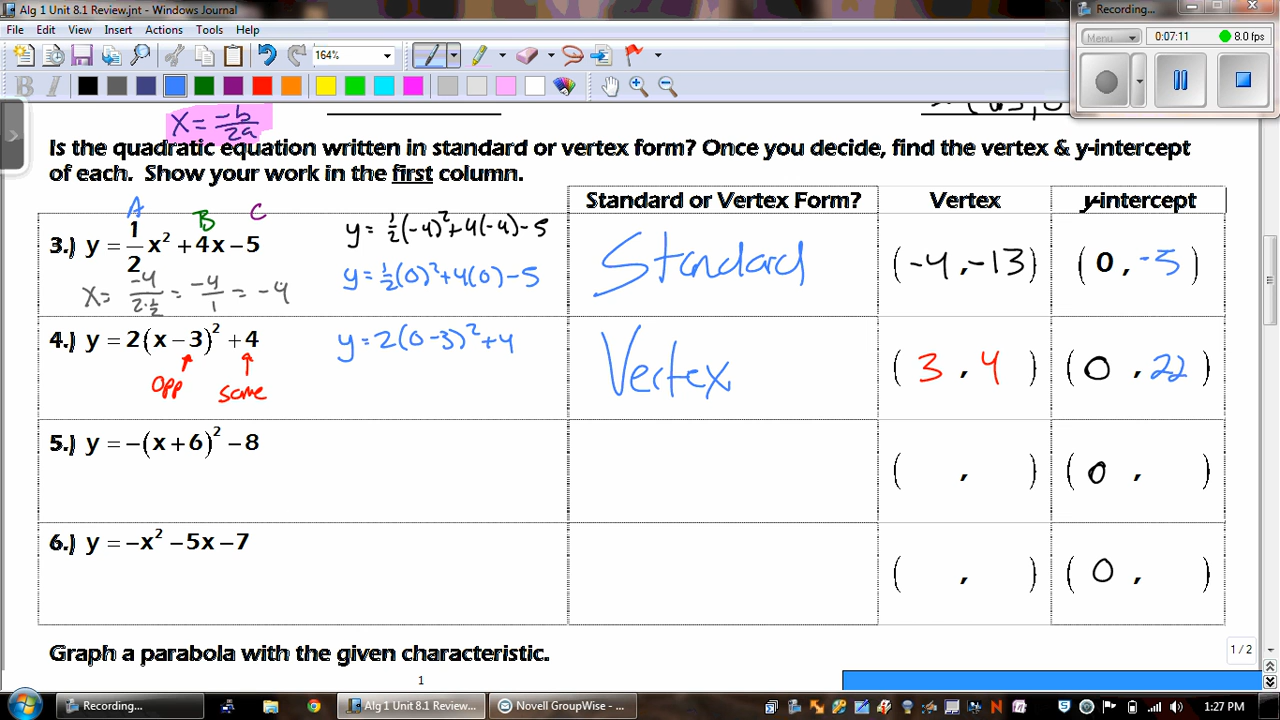 Alg 1 Unit 8.1 Review.jnt - Windows Journal
Recording...
File Edit View Insert Actions Tools Help
Menu
0:07:11
8.0 fps
164%
B I
x = -b/2a
Is the quadratic equation written in standard or vertex form? Once you decide, find the vertex & y-intercept
of each. Show your work in the first column.
Standard or Vertex Form? Vertex y-intercept
A B C
3.) y = 1/2 x² + 4x – 5
y = ½(-4)²+4(-4)-5
y = ½(0)²+4(0)-5
x = -4/2·½ = -4/1 = -4
Standard
(-4, -13)
(0, -5)
4.) y = 2(x – 3)² + 4
y = 2(0-3)²+4
opp same
Vertex
(3, 4)
(0, 22)
5.) y = –(x + 6)² – 8
( , )
(0, )
6.) y = –x² – 5x – 7
( , )
(0, )
Graph a parabola with the given characteristic.
1
1 / 2
Recording...
Alg 1 Unit 8.1 Review...
Novell GroupWise - ...
1:27 PM